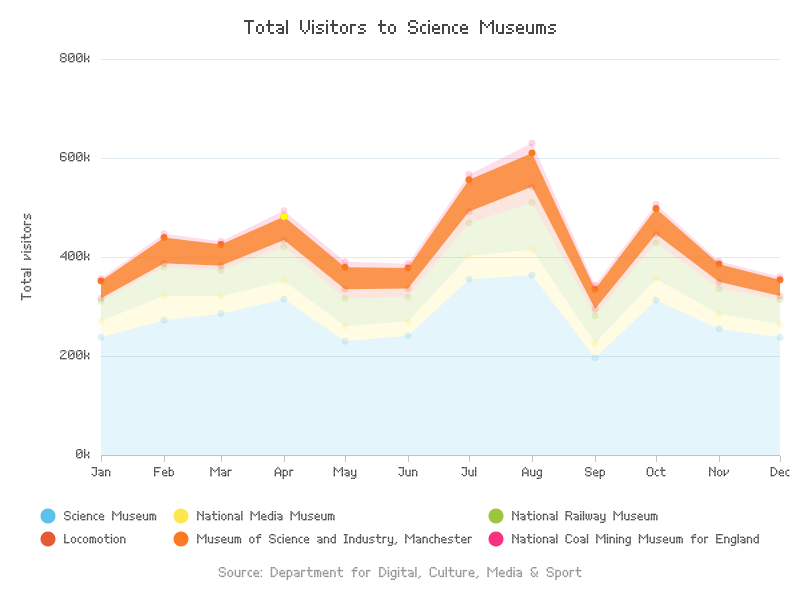 Total Visitors to Science Museums
800k
600k
400k
200k
0k
Total visitors
Jan Feb Mar Apr May Jun Jul Aug Sep Oct Nov Dec
Science Museum National Media Museum National Railway Museum
Locomotion Museum of Science and Industry, Manchester National Coal Mining Museum for England
Source: Department for Digital, Culture, Media & Sport